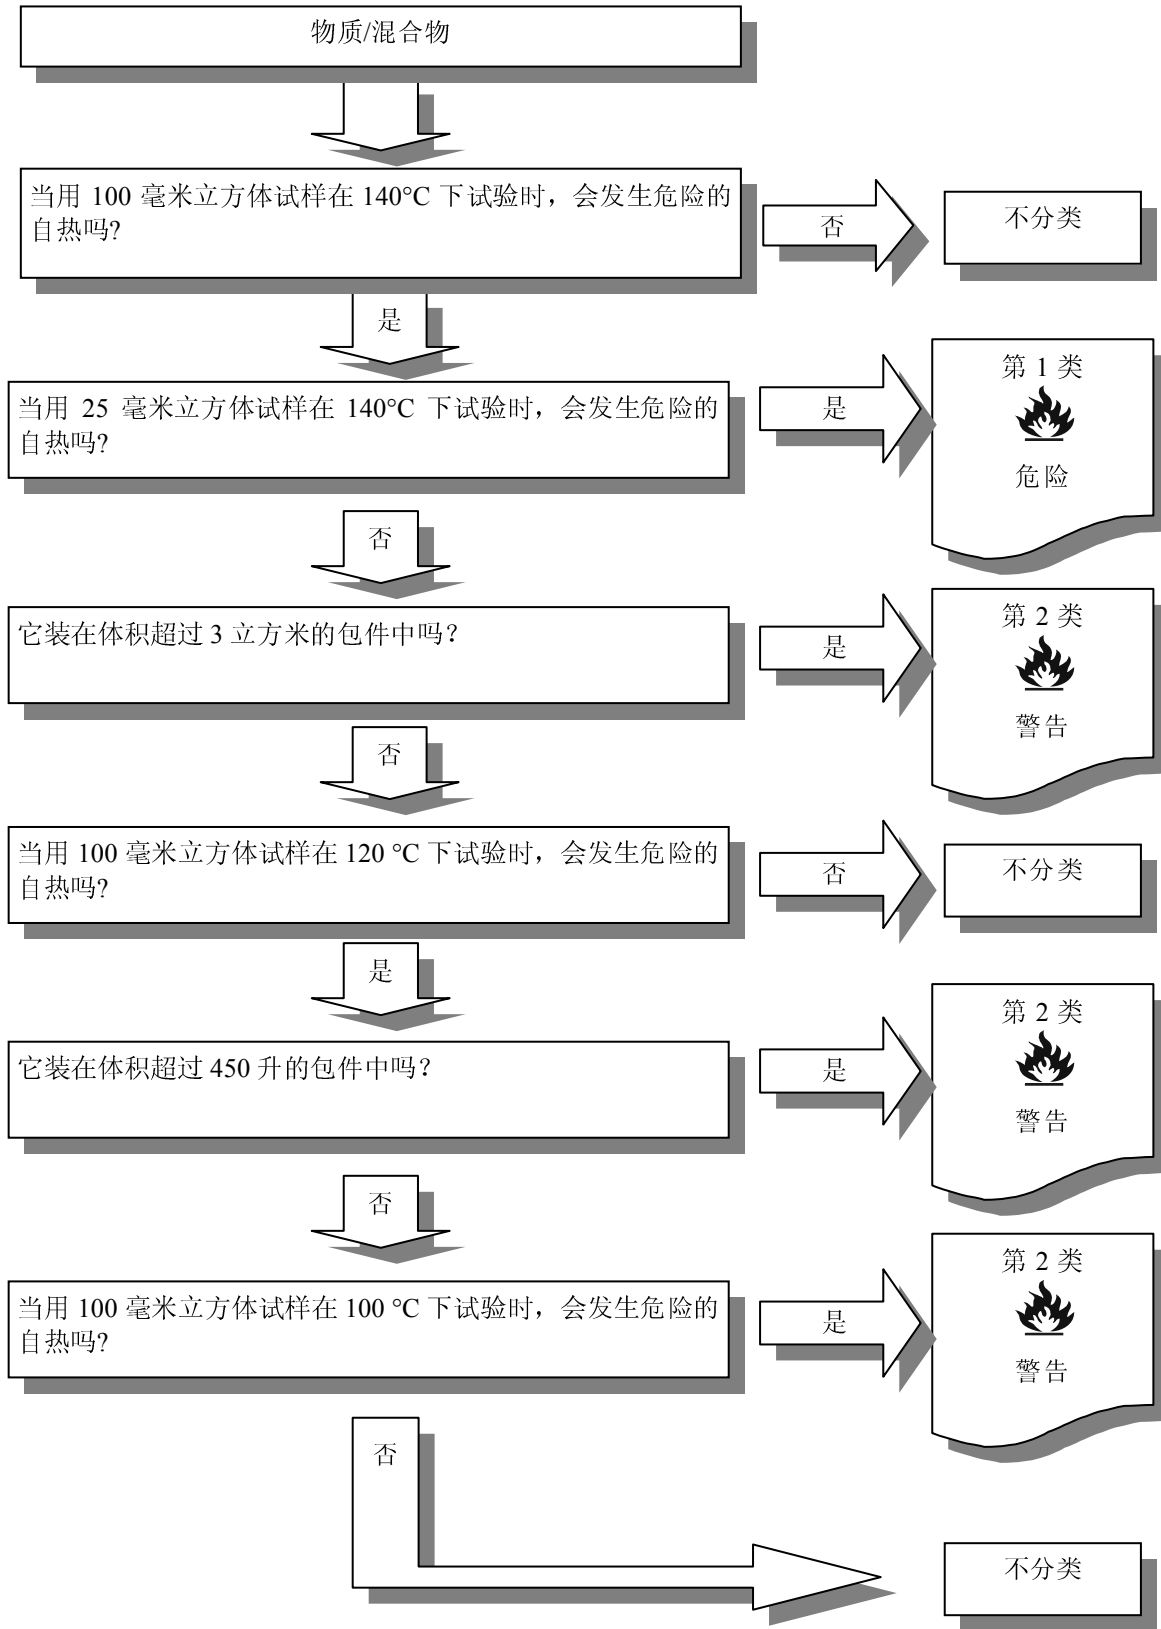 物质/混合物
当用 100 毫米立方体试样在 140°C 下试验时，会发生危险的
自热吗?
否
不分类
是
当用 25 毫米立方体试样在 140°C 下试验时，会发生危险的
自热吗?
是
第 1 类
危险
否
它装在体积超过 3 立方米的包件中吗？
是
第 2 类
警告
否
当用 100 毫米立方体试样在 120 °C 下试验时，会发生危险的
自热吗?
否
不分类
是
它装在体积超过 450 升的包件中吗？
是
第 2 类
警告
否
当用 100 毫米立方体试样在 100 °C 下试验时，会发生危险的
自热吗?
是
第 2 类
警告
否
不分类